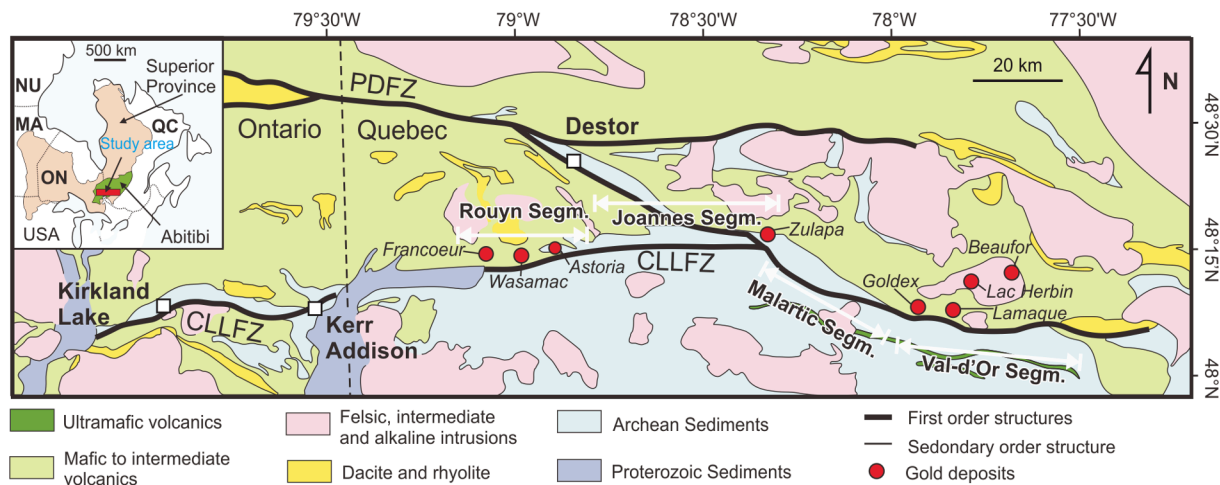 79°30'W
79°W
78°30'W
78°W
77°30'W
500 km
Superior
Province
NU
MA
QC
Study area
ON
USA
Abitibi
PDFZ
Ontario
Quebec
Destor
20 km
N
48°30'N
48°15'N
48°N
Rouyn Segm.
Joannes Segm.
Francoeur
Wasamac
Astoria
CLLFZ
Zulapa
Beaufor
Goldex
Lac Herbin
Lamaque
Malartic Segm.
Val-d'Or Segm.
Kirkland
Lake
CLLFZ
Kerr
Addison
Ultramafic volcanics
Mafic to intermediate
volcanics
Felsic, intermediate
and alkaline intrusions
Dacite and rhyolite
Archean Sediments
Proterozoic Sediments
First order structures
Sedondary order structure
Gold deposits